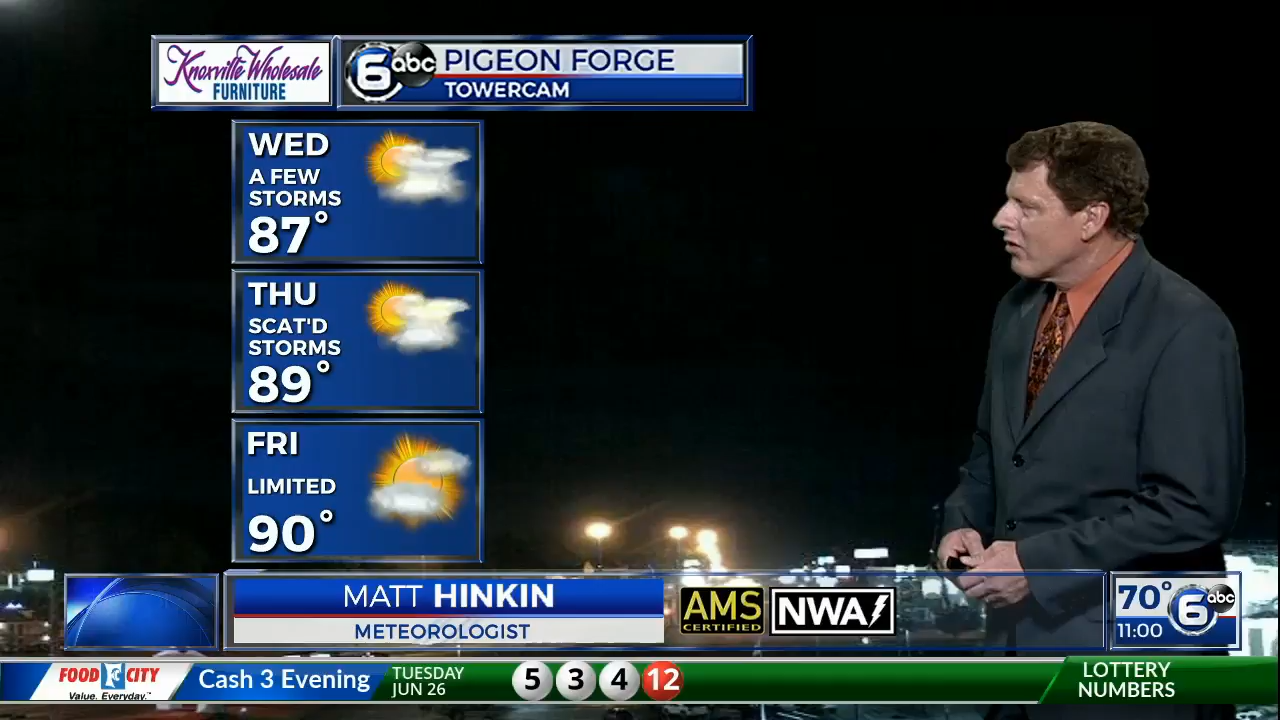 Knoxville Wholesale
FURNITURE
6 abc
PIGEON FORGE
TOWERCAM
WED
A FEW
STORMS
87°
THU
SCAT'D
STORMS
89°
FRI
LIMITED
90°
MATT HINKIN
METEOROLOGIST
AMS
CERTIFIED
NWA
70°
11:00
6 abc
FOOD CITY
Value. Everyday.™
Cash 3 Evening
TUESDAY
JUN 26
5 3 4 12
LOTTERY
NUMBERS